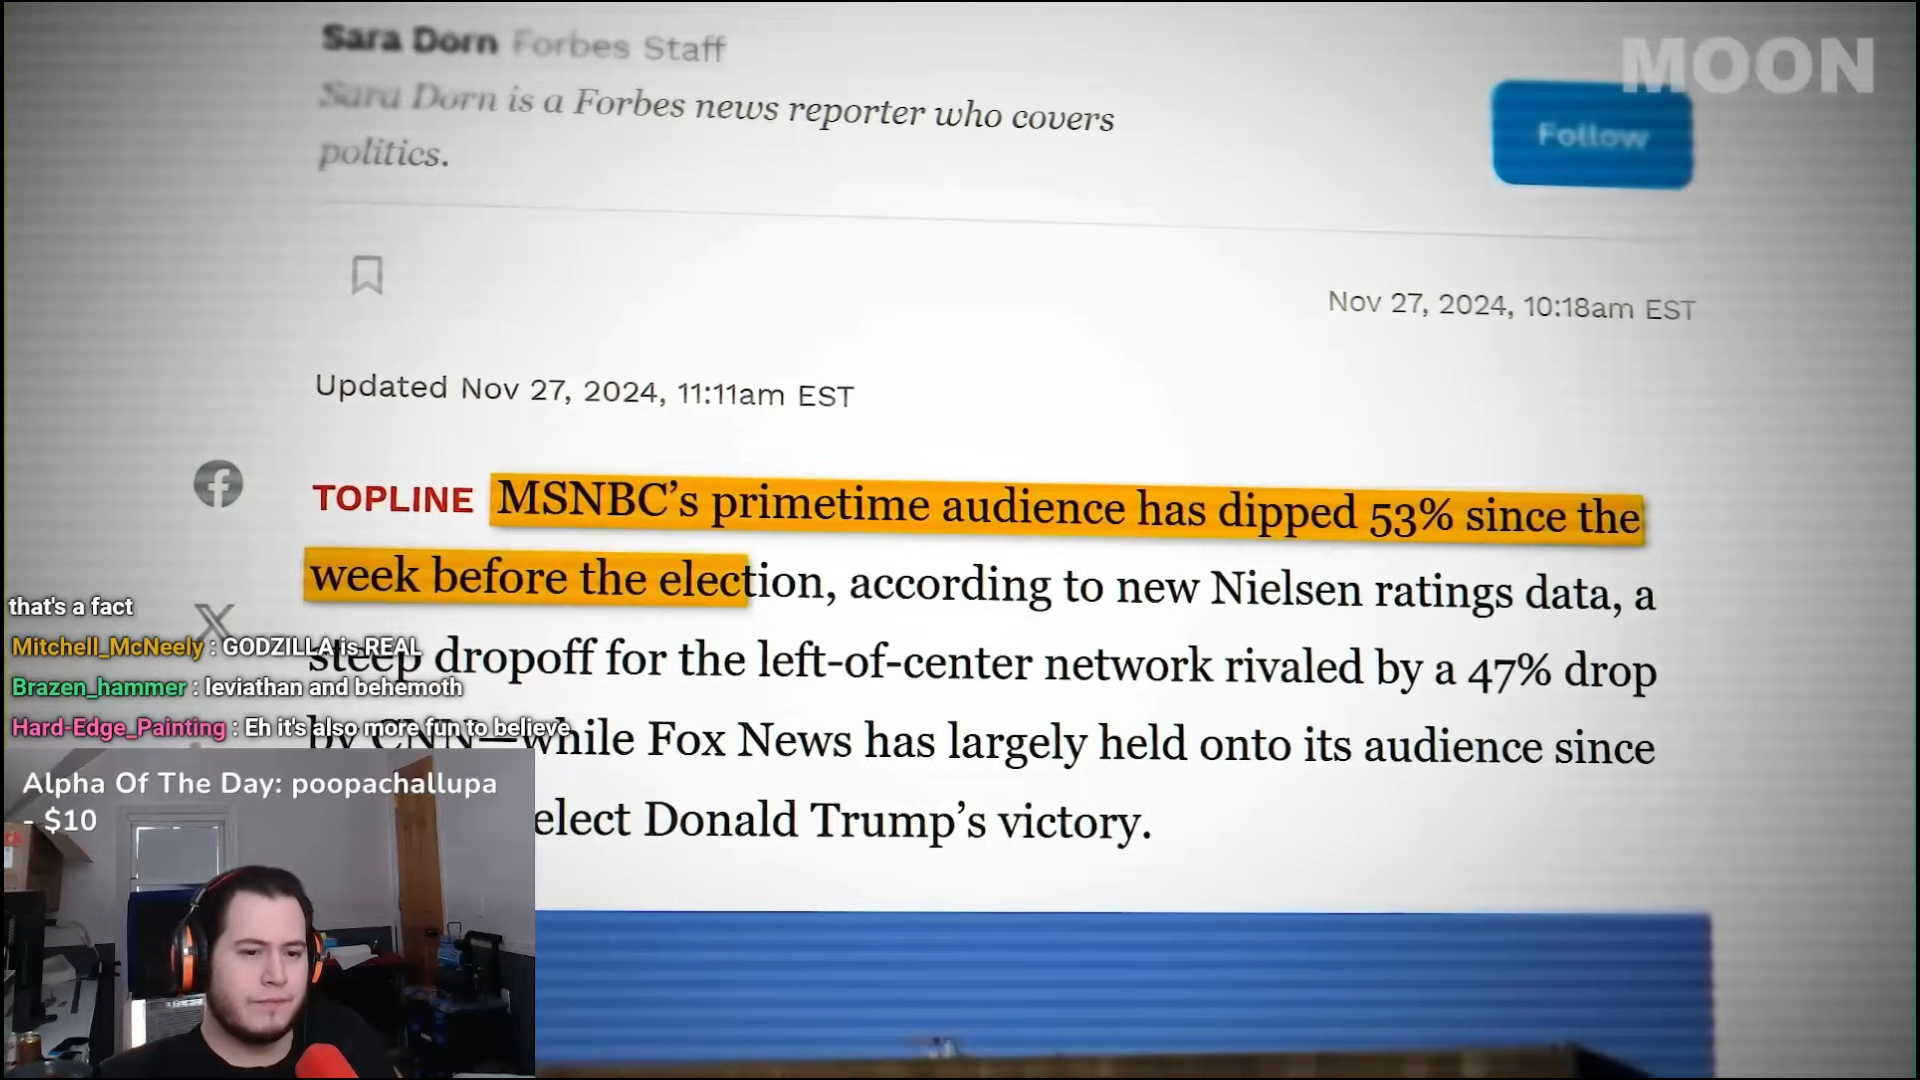 Sara Dorn Forbes Staff
MOON
Sara Dorn is a Forbes news reporter who covers
politics.
Follow
Nov 27, 2024, 10:18am EST
Updated Nov 27, 2024, 11:11am EST
TOPLINE MSNBC’s primetime audience has dipped 53% since the
week before the election, according to new Nielsen ratings data, a
steep dropoff for the left-of-center network rivaled by a 47% drop
by CNN—while Fox News has largely held onto its audience since
elect Donald Trump’s victory.
that's a fact
Mitchell_McNeely : GODZILLA is REAL
Brazen_hammer : leviathan and behemoth
Hard-Edge_Painting : Eh it's also more fun to believe
Alpha Of The Day: poopachallupa
- $10